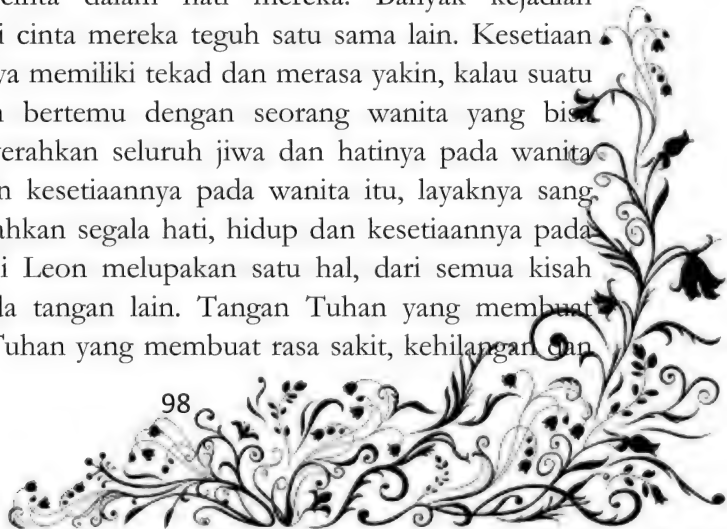 cinta dalam hati mereka. Banyak kejadian
i cinta mereka teguh satu sama lain. Kesetiaan
ya memiliki tekad dan merasa yakin, kalau suatu
bertemu dengan seorang wanita yang bisa
erahkan seluruh jiwa dan hatinya pada wanita
n kesetiaannya pada wanita itu, layaknya sang
ahkan segala hati, hidup dan kesetiaannya pada
i Leon melupakan satu hal, dari semua kisah
la tangan lain. Tangan Tuhan yang membuat
Tuhan yang membuat rasa sakit, kehilangan dan
98